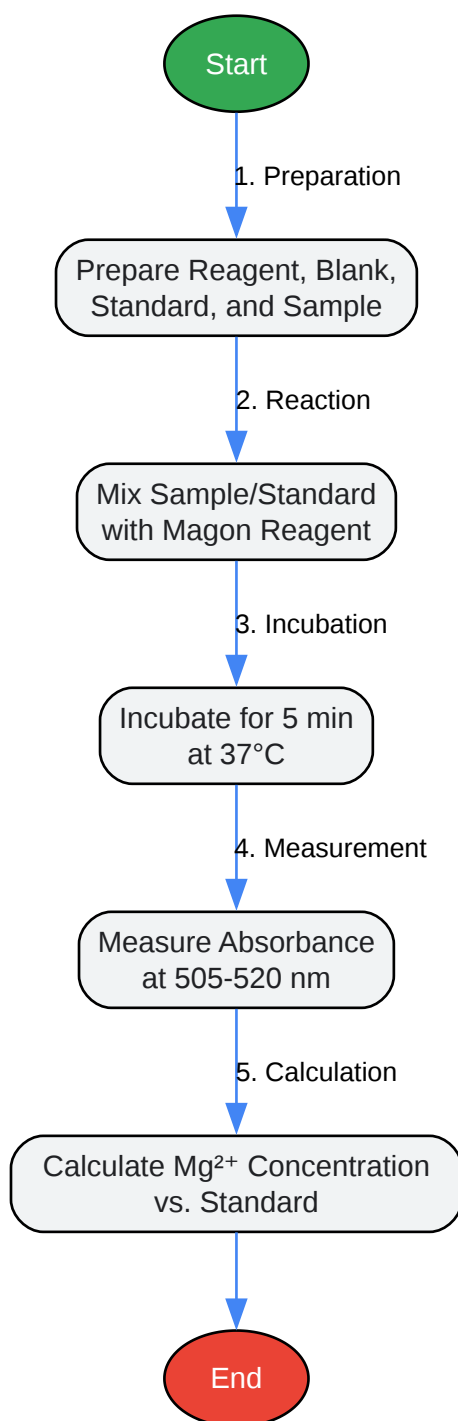 Start
1. Preparation
Prepare Reagent, Blank,
Standard, and Sample
2. Reaction
Mix Sample/Standard
with Magon Reagent
3. Incubation
Incubate for 5 min
at 37°C
4. Measurement
Measure Absorbance
at 505-520 nm
5. Calculation
Calculate Mg²⁺ Concentration
vs. Standard
End